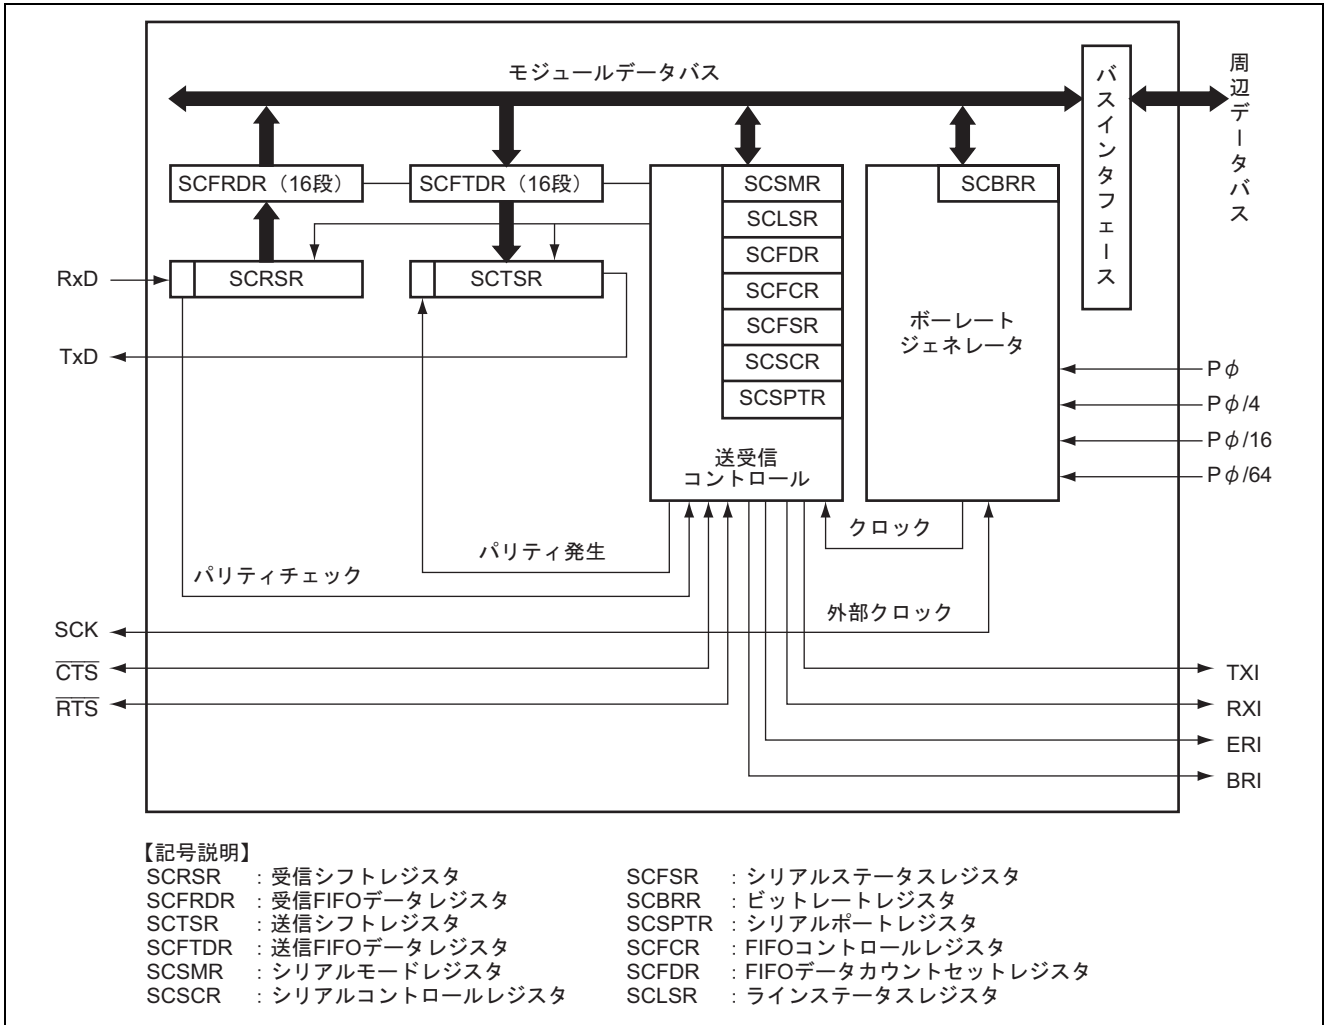 モジュールデータバス
バスインタフェース
周辺データバス
SCFRDR（16段）
SCFTDR（16段）
SCSMR
SCBRR
SCLSR
SCFDR
SCRSR
SCTSR
RxD
SCFCR
SCFSR
ボーレート
ジェネレータ
TxD
SCSCR
Pφ
SCSPTR
Pφ/4
Pφ/16
送受信
コントロール
Pφ/64
クロック
パリティ発生
パリティチェック
外部クロック
SCK
CTS
TXI
RTS
RXI
ERI
BRI
【記号説明】
SCRSR : 受信シフトレジスタ
SCFRDR : 受信FIFOデータレジスタ
SCTSR : 送信シフトレジスタ
SCFTDR : 送信FIFOデータレジスタ
SCSMR : シリアルモードレジスタ
SCSCR : シリアルコントロールレジスタ
SCFSR : シリアルステータスレジスタ
SCBRR : ビットレートレジスタ
SCSPTR : シリアルポートレジスタ
SCFCR : FIFOコントロールレジスタ
SCFDR : FIFOデータカウントセットレジスタ
SCLSR : ラインステータスレジスタ